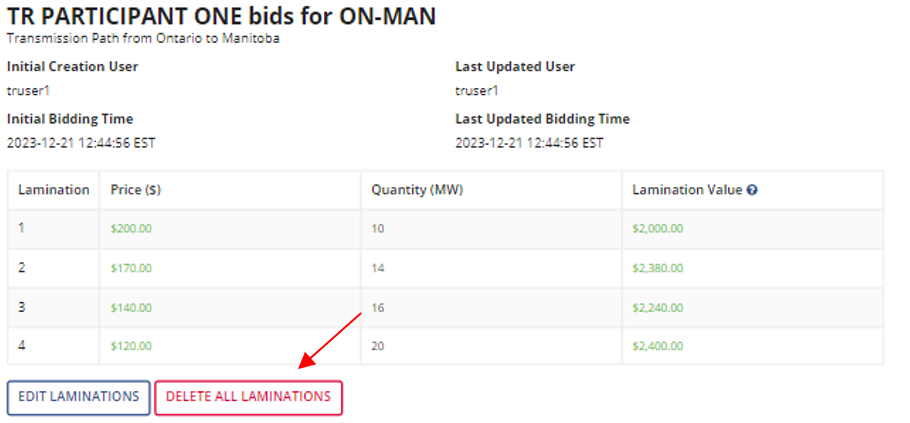 TR PARTICIPANT ONE bids for ON-MAN
Transmission Path from Ontario to Manitoba
Initial Creation User Last Updated User
truser1 truser1
Initial Bidding Time Last Updated Bidding Time
2023-12-21 12:44:56 EST 2023-12-21 12:44:56 EST
Lamination Price ($) Quantity (MW) Lamination Value ?
1 $200.00 10 $2,000.00
2 $170.00 14 $2,380.00
3 $140.00 16 $2,240.00
4 $120.00 20 $2,400.00
EDIT LAMINATIONS DELETE ALL LAMINATIONS